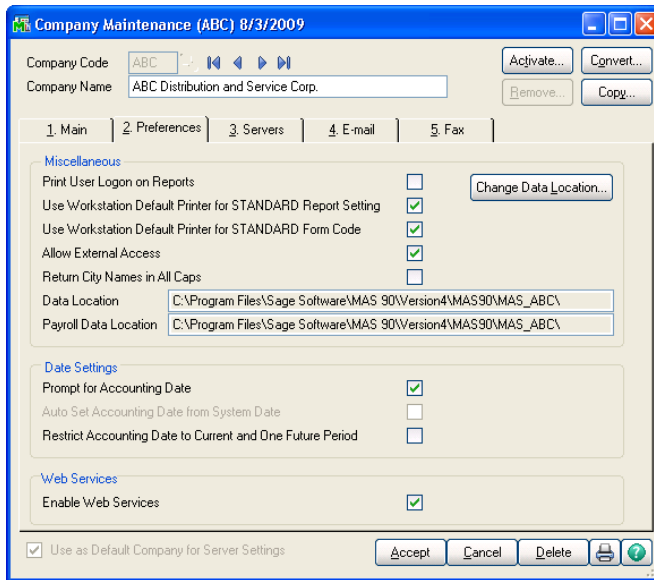 Company Maintenance (ABC) 8/3/2009
Company Code ABC Activate... Convert...
Company Name ABC Distribution and Service Corp. Remove... Copy...
1. Main 2. Preferences 3. Servers 4. E-mail 5. Fax
Miscellaneous
Print User Logon on Reports Change Data Location...
Use Workstation Default Printer for STANDARD Report Setting
Use Workstation Default Printer for STANDARD Form Code
Allow External Access
Return City Names in All Caps
Data Location C:\Program Files\Sage Software\MAS 90\Version4\MAS90\MAS_ABC\
Payroll Data Location C:\Program Files\Sage Software\MAS 90\Version4\MAS90\MAS_ABC\
Date Settings
Prompt for Accounting Date
Auto Set Accounting Date from System Date
Restrict Accounting Date to Current and One Future Period
Web Services
Enable Web Services
Use as Default Company for Server Settings Accept Cancel Delete ?